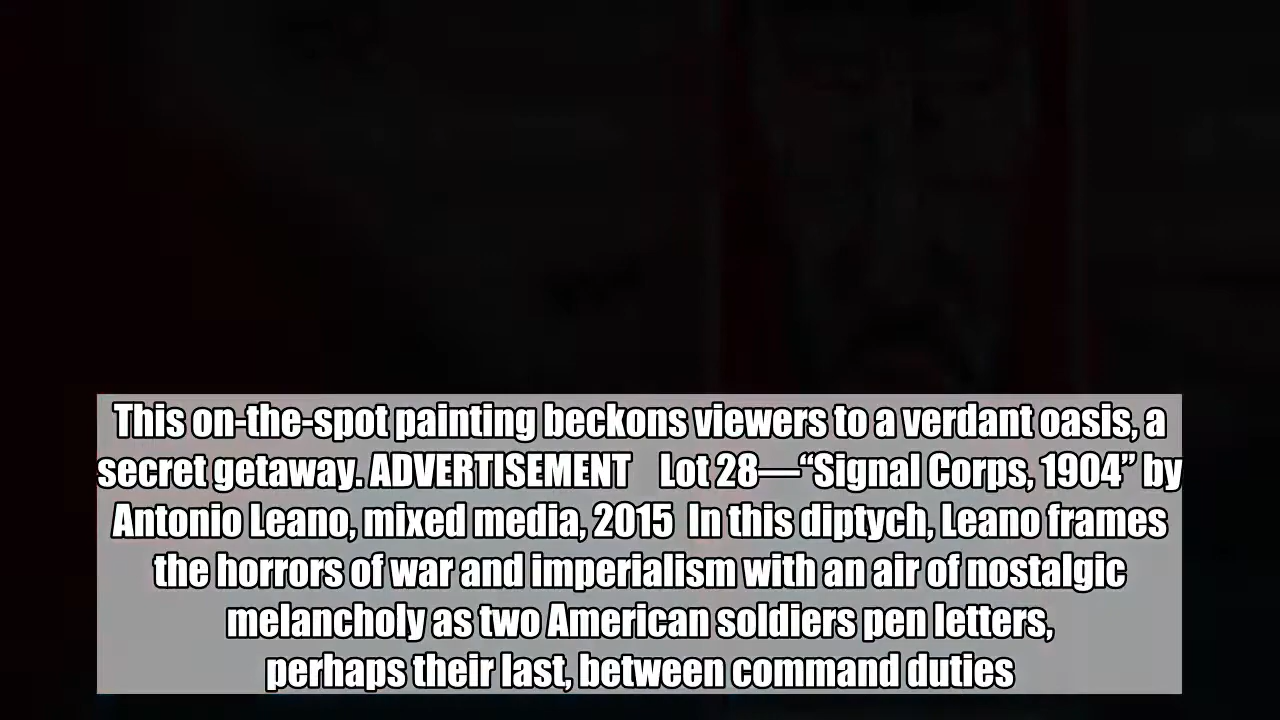 This on-the-spot painting beckons viewers to a verdant oasis, a
secret getaway. ADVERTISEMENT    Lot 28—“Signal Corps, 1904” by
Antonio Leano, mixed media, 2015  In this diptych, Leano frames
the horrors of war and imperialism with an air of nostalgic
melancholy as two American soldiers pen letters,
perhaps their last, between command duties